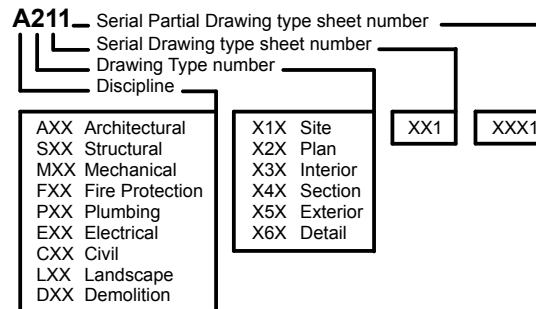 A211 Serial Partial Drawing type sheet number
Serial Drawing type sheet number
Drawing Type number
Discipline
AXX Architectural
SXX Structural
MXX Mechanical
FXX Fire Protection
PXX Plumbing
EXX Electrical
CXX Civil
LXX Landscape
DXX Demolition
X1X Site
X2X Plan
X3X Interior
X4X Section
X5X Exterior
X6X Detail
XX1
XXX1